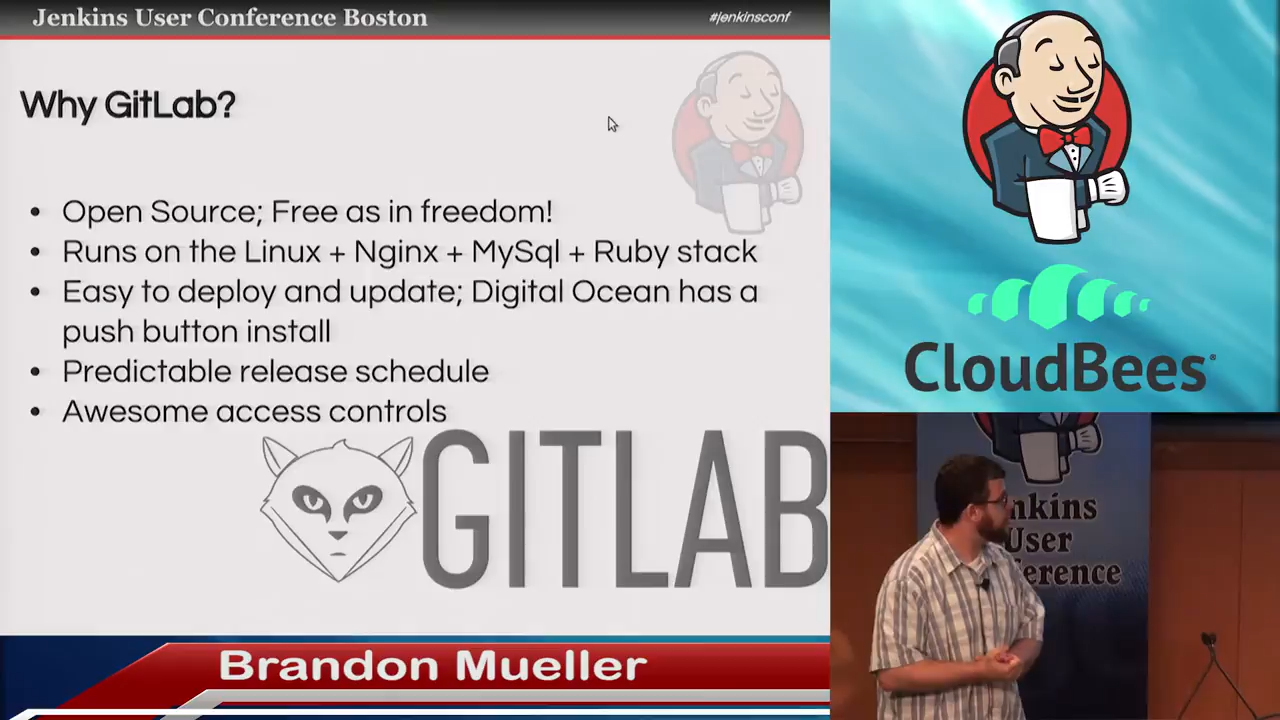 Jenkins User Conference Boston
#jenkinsconf
Why GitLab?
• Open Source; Free as in freedom!
• Runs on the Linux + Nginx + MySql + Ruby stack
• Easy to deploy and update; Digital Ocean has a
push button install
• Predictable release schedule
• Awesome access controls
GITLAB
Brandon Mueller
CloudBees
nkins
User
ference